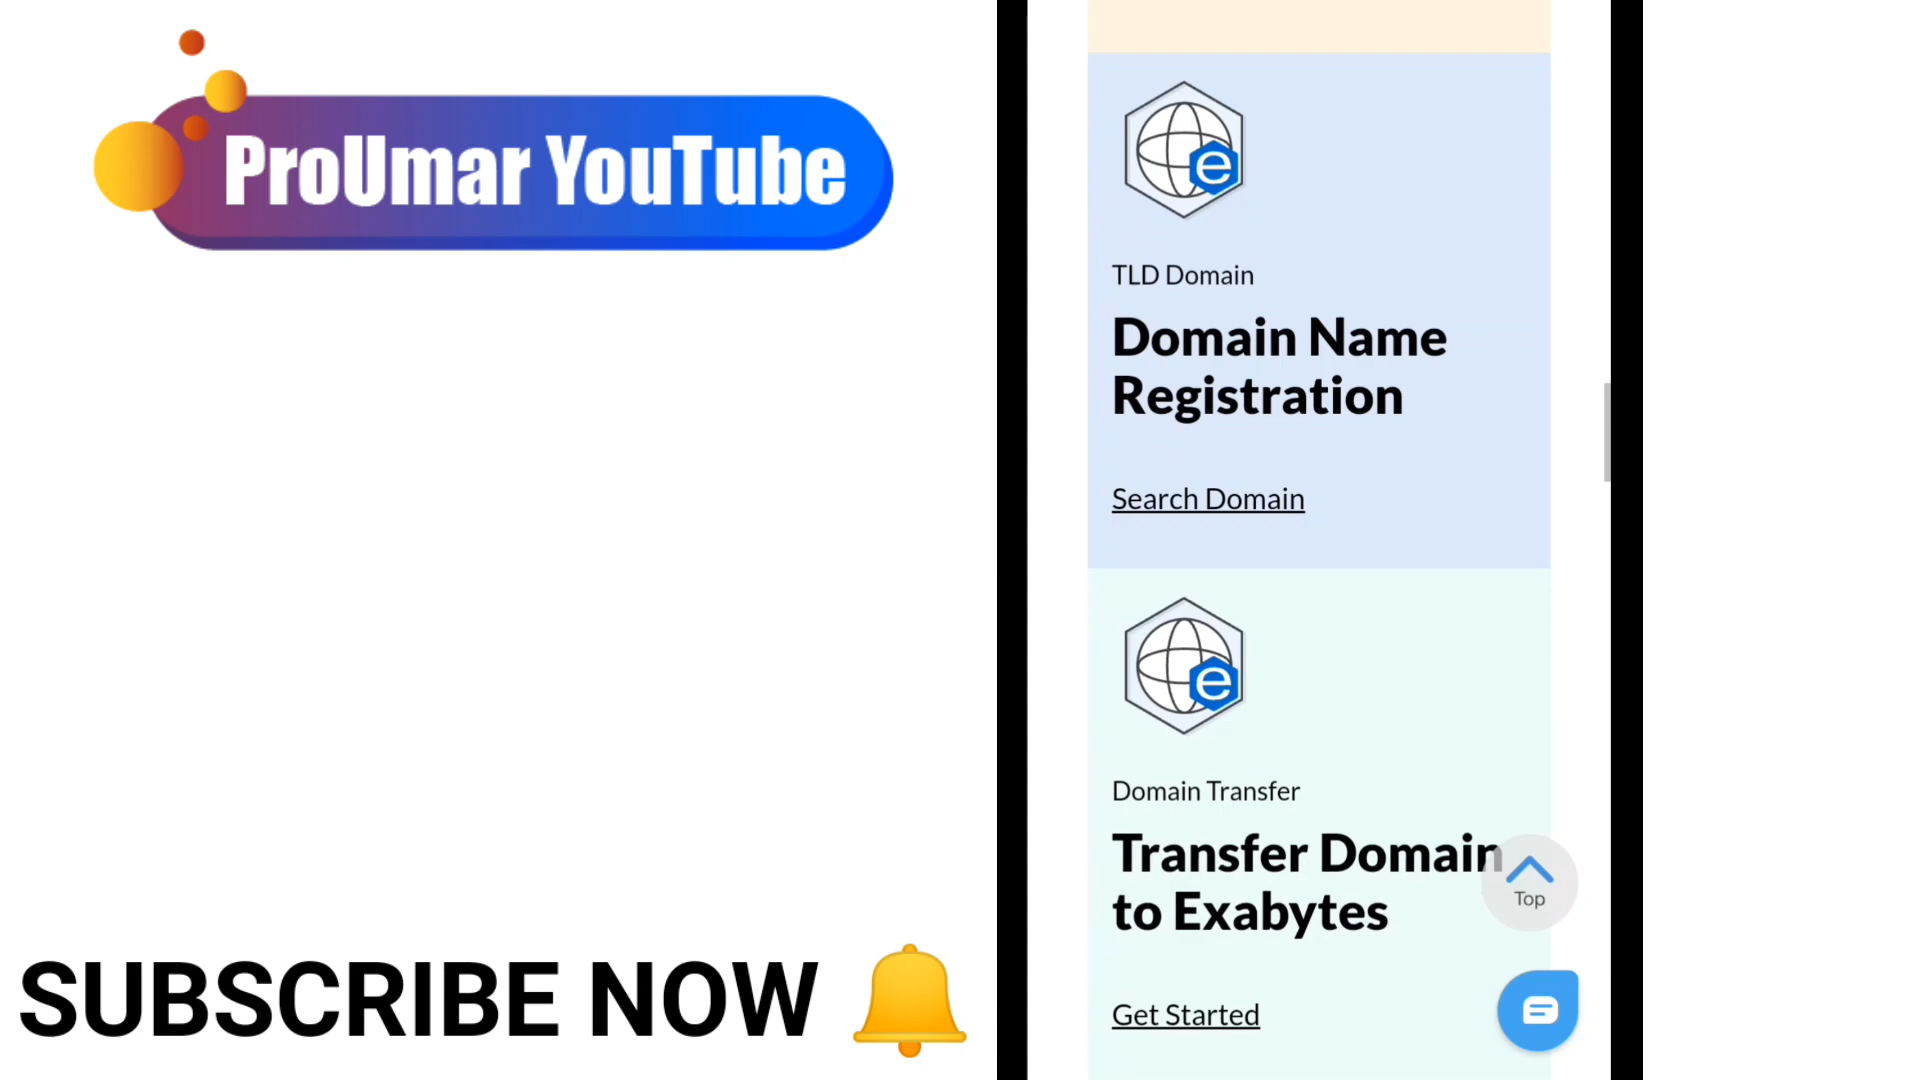 ProUmar YouTube
SUBSCRIBE NOW
e
TLD Domain
Domain Name
Registration
Search Domain
e
Domain Transfer
Transfer Domain
to Exabytes
Top
Get Started